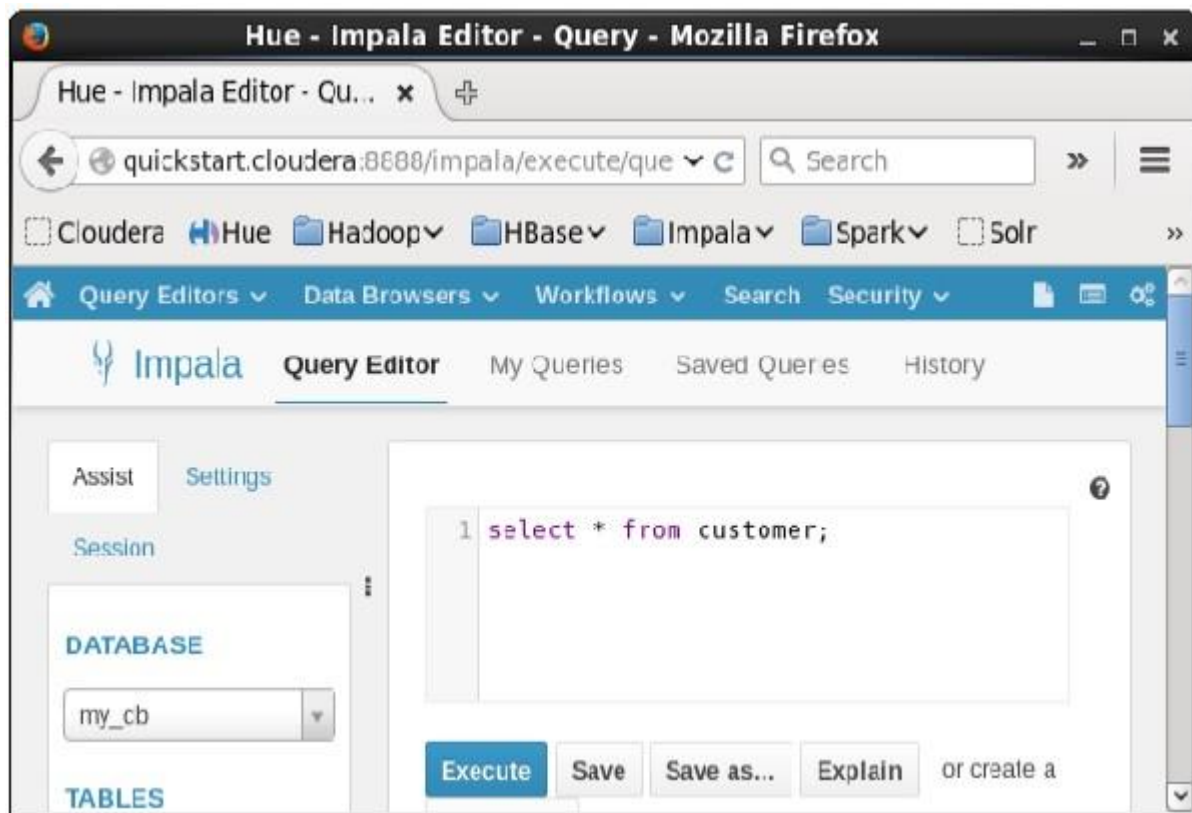 Hue - Impala Editor - Query - Mozilla Firefox
Hue - Impala Editor - Qu...
quickstart.cloudera:8888/impala/execute/que
Search
Cloudera Hue Hadoop HBase Impala Spark Solr
Query Editors Data Browsers Workflows Search Security
Impala Query Editor My Queries Saved Queries History
Assist Settings
Session
1 select * from customer;
DATABASE
my_cb
Execute Save Save as... Explain or create a
TABLES